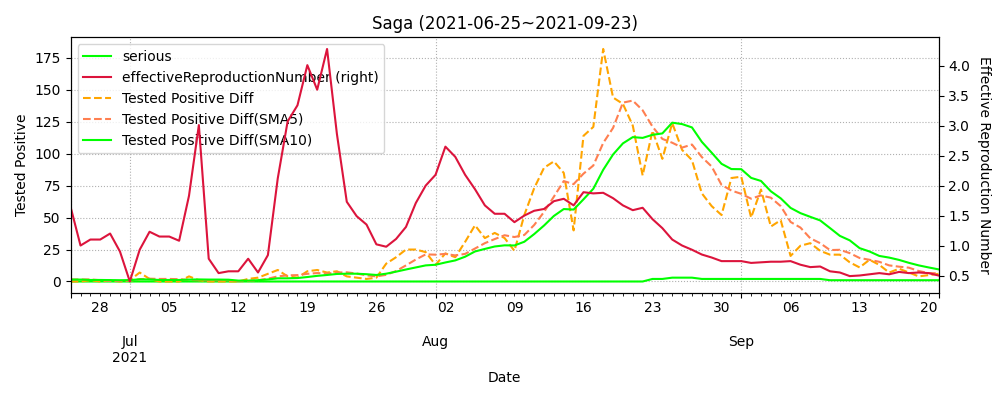 Saga (2021-06-25~2021-09-23)
serious
effectiveReproductionNumber (right)
Tested Positive Diff
Tested Positive Diff(SMA5)
Tested Positive Diff(SMA10)
Tested Positive
175
150
125
100
75
50
25
0
4.0
3.5
3.0
2.5
2.0
1.5
1.0
0.5
Effective Reproduction Number
28 05 12 19 26 02 09 16 23 30 06 13 20
Jul Aug Sep
2021
Date